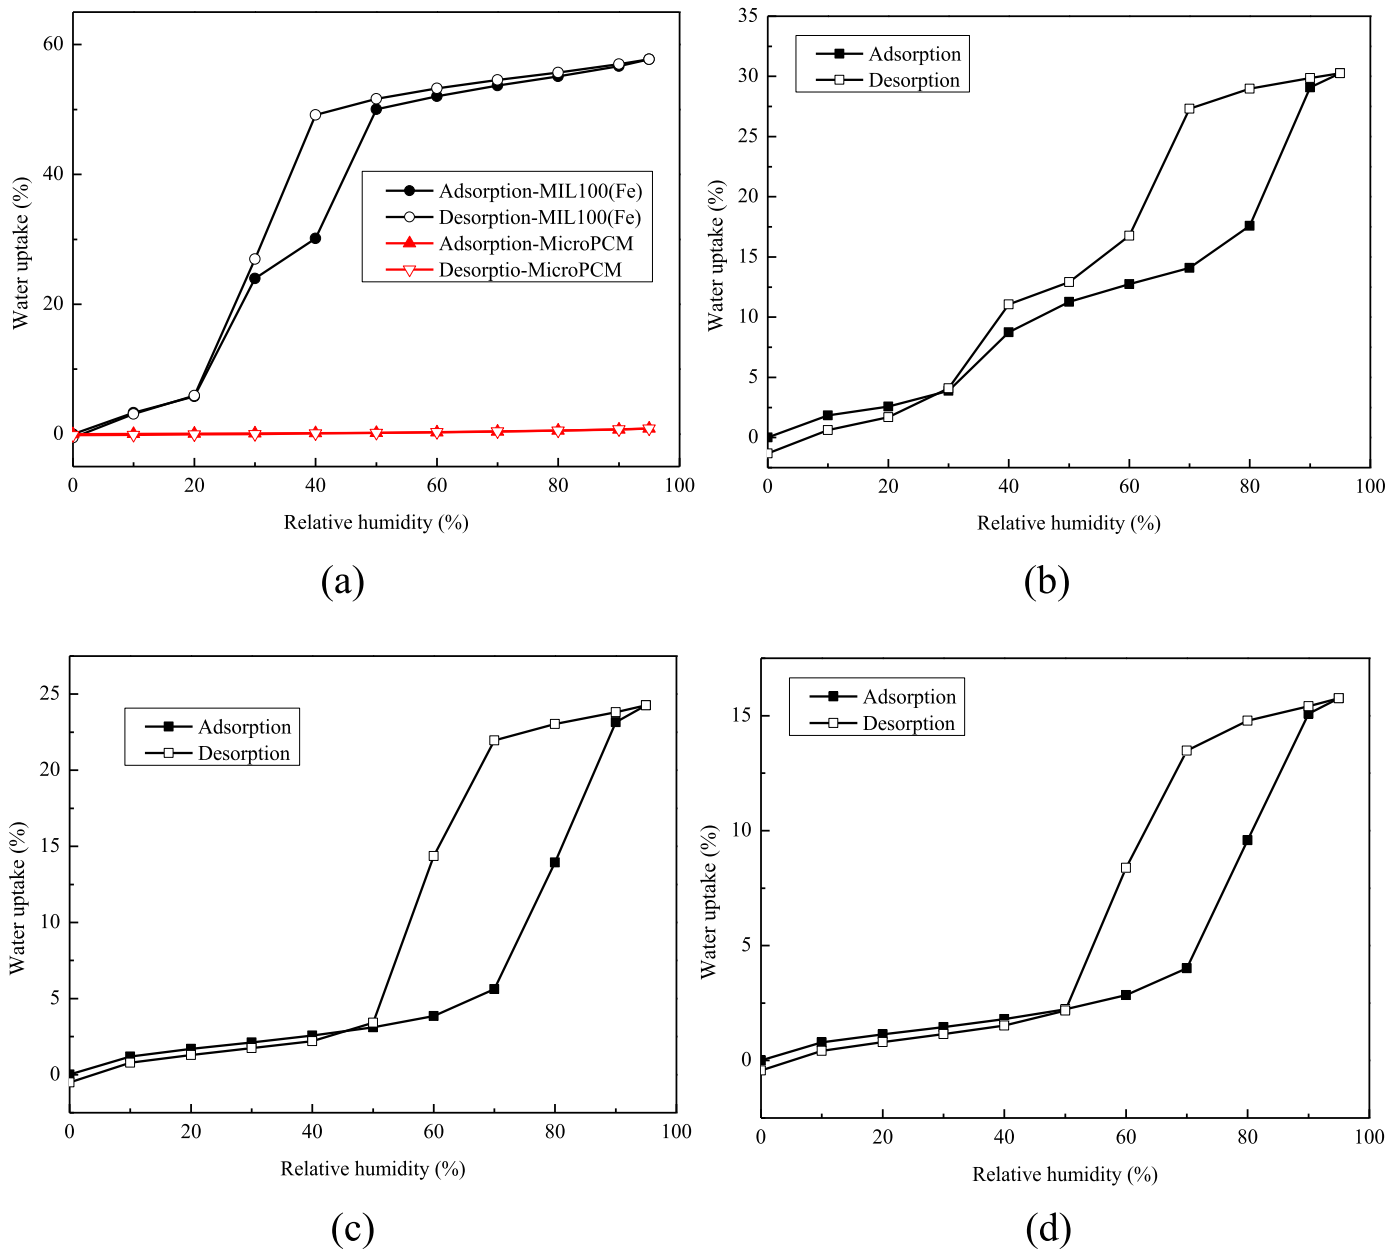 60
40
20
0
Water uptake (%)
Adsorption-MIL100(Fe)
Desorption-MIL100(Fe)
Adsorption-MicroPCM
Desorptio-MicroPCM
0 20 40 60 80 100
Relative humidity (%)
(a)
35
30
25
20
15
10
5
0
Water uptake (%)
Adsorption
Desorption
0 20 40 60 80 100
Relative humidity (%)
(b)
25
20
15
10
5
0
Water uptake (%)
Adsorption
Desorption
0 20 40 60 80 100
Relative humidity (%)
(c)
15
10
5
0
Water uptake (%)
Adsorption
Desorption
0 20 40 60 80 100
Relative humidity (%)
(d)